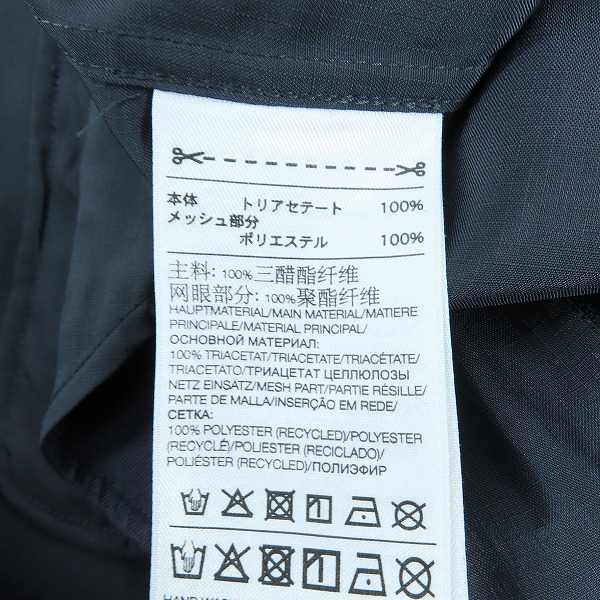 本体 トリアセテート 100%
メッシュ部分
ポリエステル 100%
主料: 100%三醋酯纤维
网眼部分: 100%聚酯纤维
HAUPTMATERIAL/MAIN MATERIAL/MATIERE
PRINCIPALE/MATERIAL PRINCIPAL/
ОСНОВНОЙ МАТЕРИАЛ:
100% TRIACETAT/TRIACETATE/TRIACÉTATE/
TRIACETATO/ТРИАЦЕТАТ ЦЕЛЛЮЛОЗЫ
NETZ EINSATZ/MESH PART/PARTIE RÉSILLE/
PARTE DE MALLA/INSERÇÃO EM REDE/
СЕТКА:
100% POLYESTER (RECYCLED)/POLYESTER
(RECYCLÉ)/POLIESTER (RECICLADO)/
POLIÉSTER (RECYCLED)/ПОЛИЭФИР